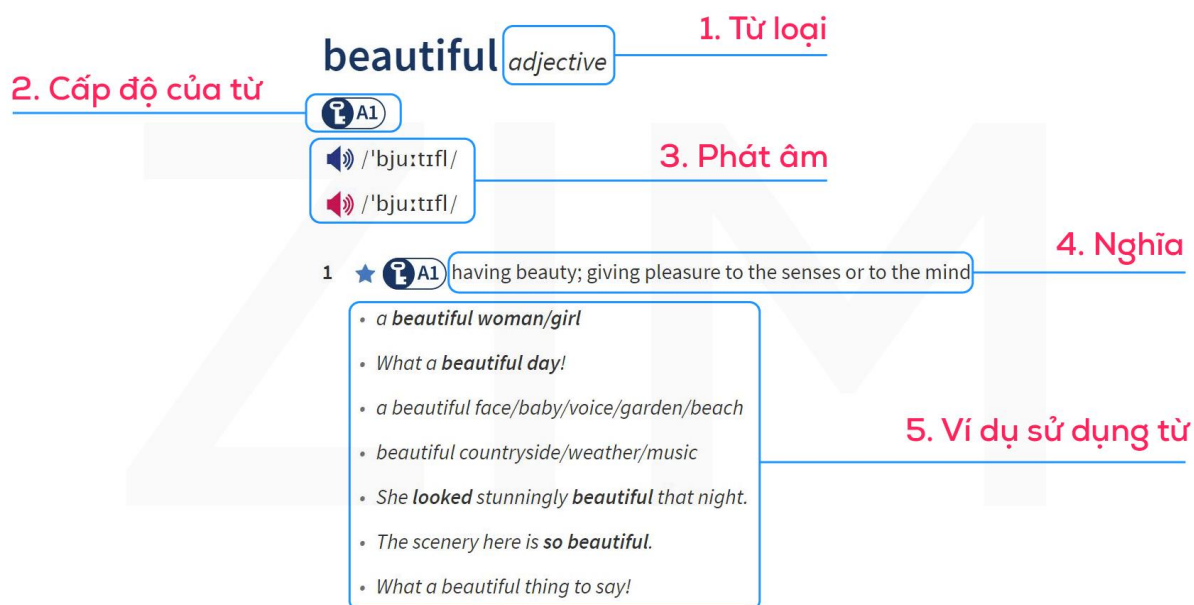 1. Từ loại
beautiful adjective
2. Cấp độ của từ
A1
/ˈbjuːtɪfl/
3. Phát âm
/ˈbjuːtɪfl/
4. Nghĩa
1 A1 having beauty; giving pleasure to the senses or to the mind
• a beautiful woman/girl
• What a beautiful day!
• a beautiful face/baby/voice/garden/beach
5. Ví dụ sử dụng từ
• beautiful countryside/weather/music
• She looked stunningly beautiful that night.
• The scenery here is so beautiful.
• What a beautiful thing to say!
ZIM